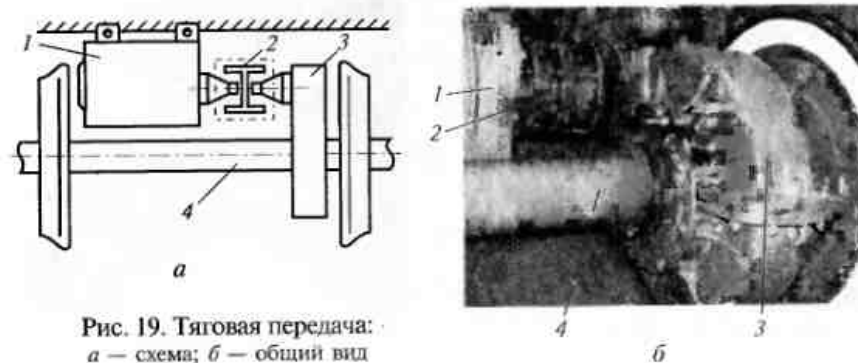 1
2
3
4
а
1
2
4
3
б
Рис. 19. Тяговая передача:
а — схема; б — общий вид